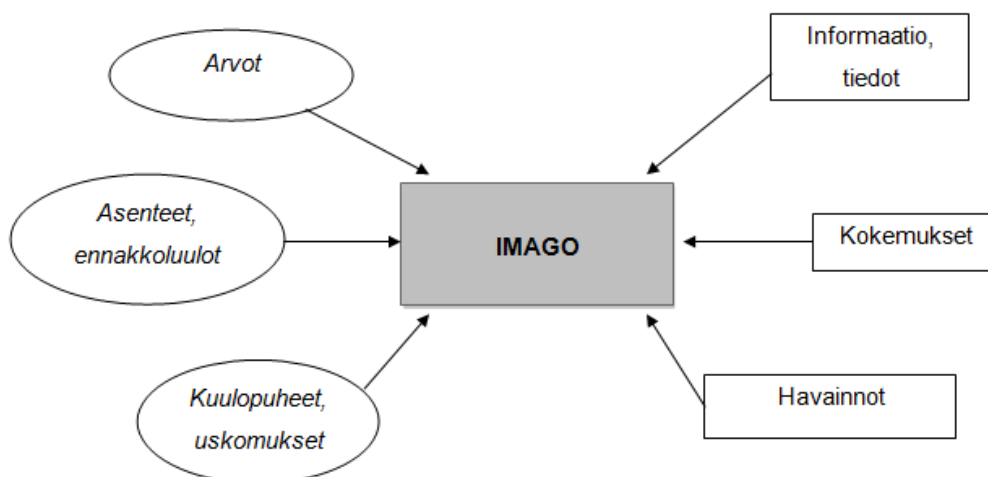 Arvot
Informaatio,
tiedot
Asenteet,
ennakkoluulot
IMAGO
Kokemukset
Kuulopuheet,
uskomukset
Havainnot